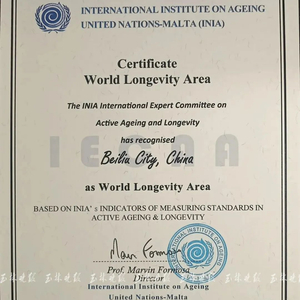 INTERNATIONAL INSTITUTE ON AGEING
UNITED NATIONS-MALTA (INIA)
Certificate
World Longevity Area
The INIA International Expert Committee on
Active Ageing and Longevity
has recognised
IECAA
Beiliu City, China
as World Longevity Area
BASED ON INIA' s INDICATORS OF MEASURING STANDARDS IN
ACTIVE AGEING & LONGEVITY
Prof. Marvin Formosa
Director
International Institute on Ageing
United Nations-Malta